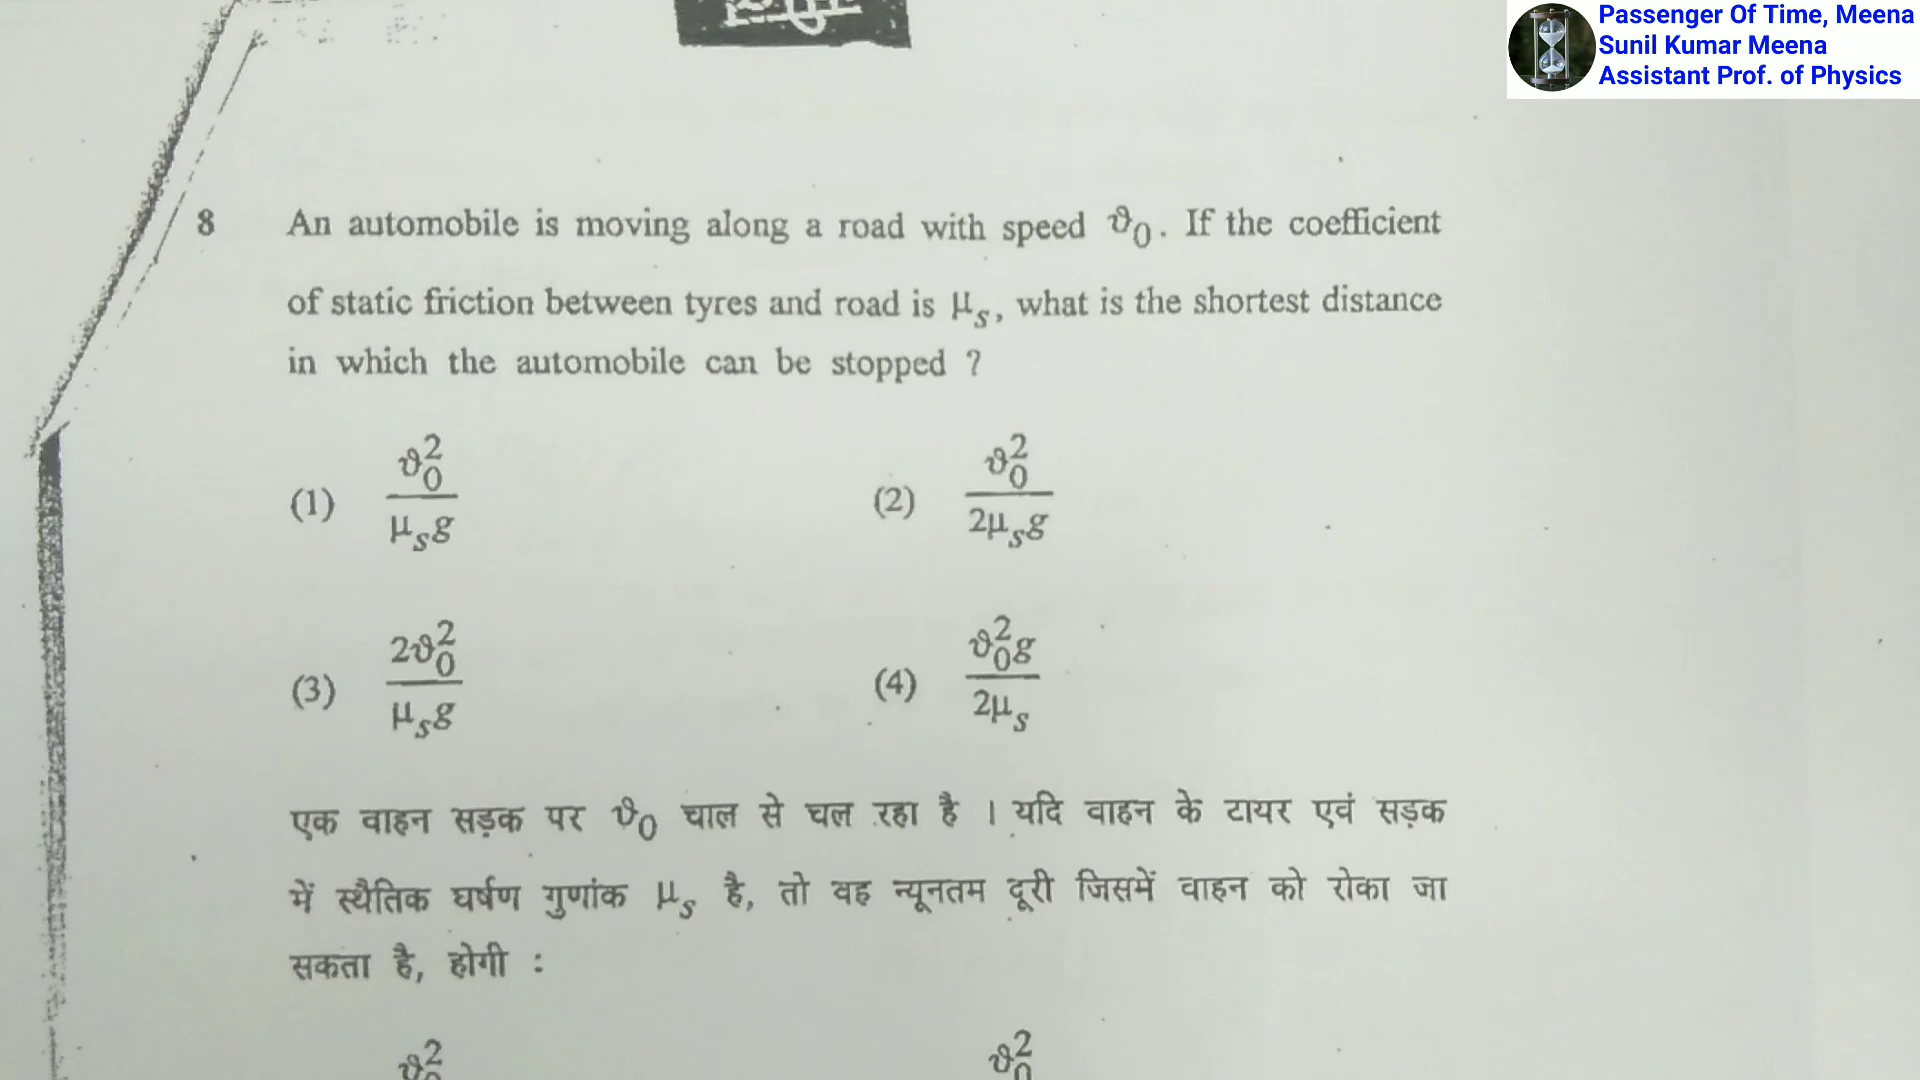 Passenger Of Time, Meena
Sunil Kumar Meena
Assistant Prof. of Physics
8 An automobile is moving along a road with speed ϑ₀. If the coefficient
of static friction between tyres and road is μₛ, what is the shortest distance
in which the automobile can be stopped ?
(1) ϑ₀²/μₛg (2) ϑ₀²/2μₛg
(3) 2ϑ₀²/μₛg (4) ϑ₀²g/2μₛ
एक वाहन सड़क पर ϑ₀ चाल से चल रहा है । यदि वाहन के टायर एवं सड़क
में स्थैतिक घर्षण गुणांक μₛ है, तो वह न्यूनतम दूरी जिसमें वाहन को रोका जा
सकता है, होगी :
ϑ₀² ϑ₀²